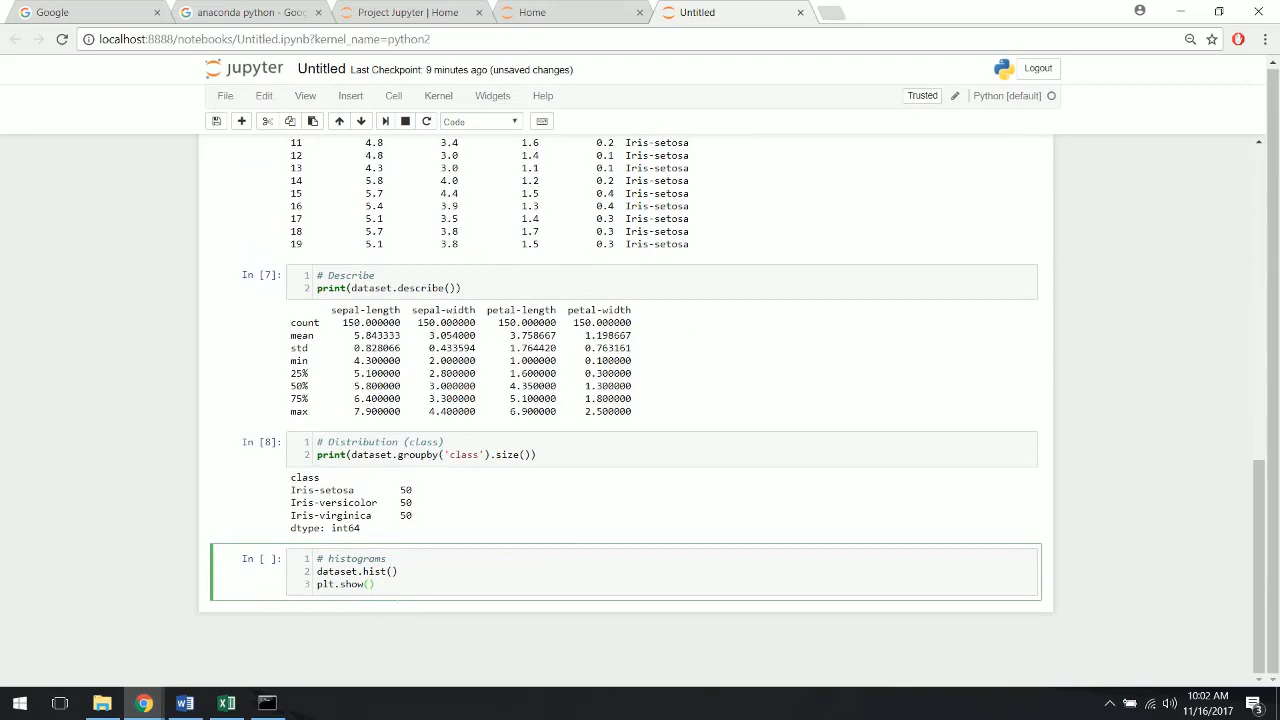 Google
anaconda python - Goog
Project Jupyter | Home
Home
Untitled
localhost:8888/notebooks/Untitled.ipynb?kernel_name=python2
jupyter Untitled Last Checkpoint: 9 minutes ago (unsaved changes)
Logout
File Edit View Insert Cell Kernel Widgets Help
Trusted
Python [default]
Code
11 4.8 3.4 1.6 0.2 Iris-setosa
12 4.8 3.0 1.4 0.1 Iris-setosa
13 4.3 3.0 1.1 0.1 Iris-setosa
14 5.8 4.0 1.2 0.2 Iris-setosa
15 5.7 4.4 1.5 0.4 Iris-setosa
16 5.4 3.9 1.3 0.4 Iris-setosa
17 5.1 3.5 1.4 0.3 Iris-setosa
18 5.7 3.8 1.7 0.3 Iris-setosa
19 5.1 3.8 1.5 0.3 Iris-setosa
In [7]:
1 # Describe
2 print(dataset.describe())
sepal-length sepal-width petal-length petal-width
count 150.000000 150.000000 150.000000 150.000000
mean 5.843333 3.054000 3.758667 1.198667
std 0.828066 0.433594 1.764420 0.763161
min 4.300000 2.000000 1.000000 0.100000
25% 5.100000 2.800000 1.600000 0.300000
50% 5.800000 3.000000 4.350000 1.300000
75% 6.400000 3.300000 5.100000 1.800000
max 7.900000 4.400000 6.900000 2.500000
In [8]:
1 # Distribution (class)
2 print(dataset.groupby('class').size())
class
Iris-setosa 50
Iris-versicolor 50
Iris-virginica 50
dtype: int64
In [ ]:
1 # histograms
2 dataset.hist()
3 plt.show()
10:02 AM
11/16/2017
3